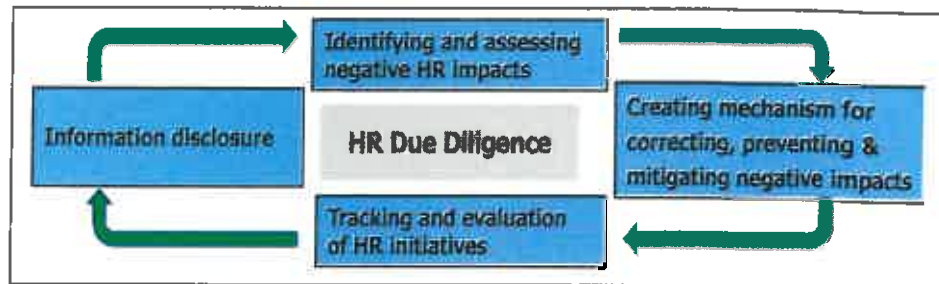 Identifying and assessing
negative HR impacts
Information disclosure
HR Due Diligence
Creating mechanism for
correcting, preventing &
mitigating negative impacts
Tracking and evaluation
of HR initiatives